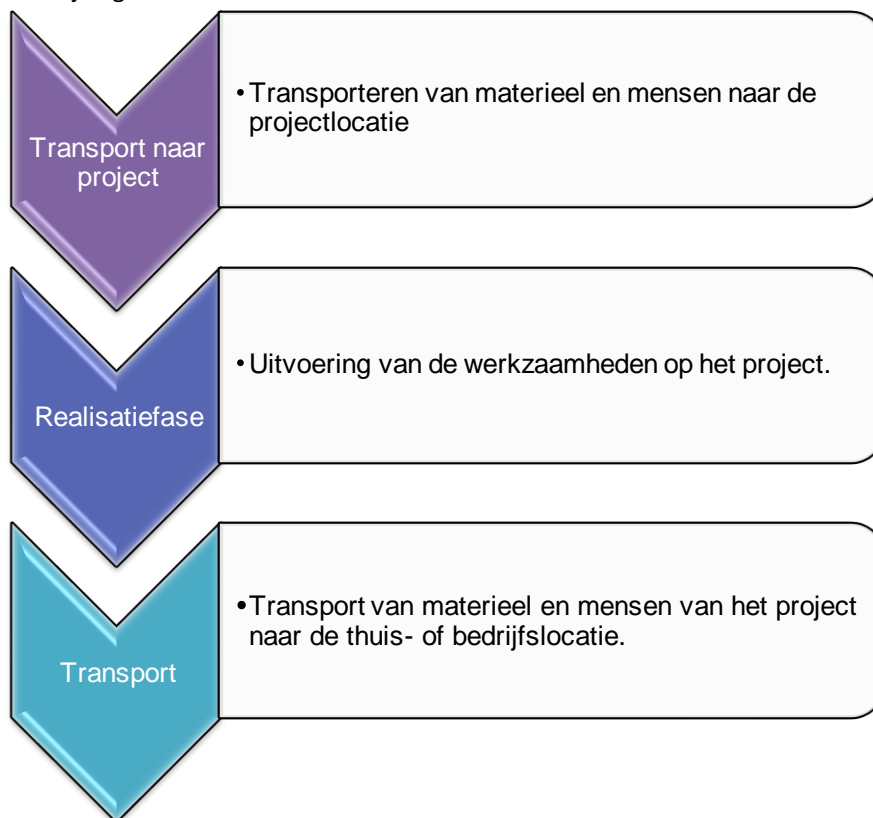 Transport naar
project
• Transporteren van materieel en mensen naar de
projectlocatie
Realisatiefase
• Uitvoering van de werkzaamheden op het project.
Transport
• Transport van materieel en mensen van het project
naar de thuis- of bedrijfslocatie.